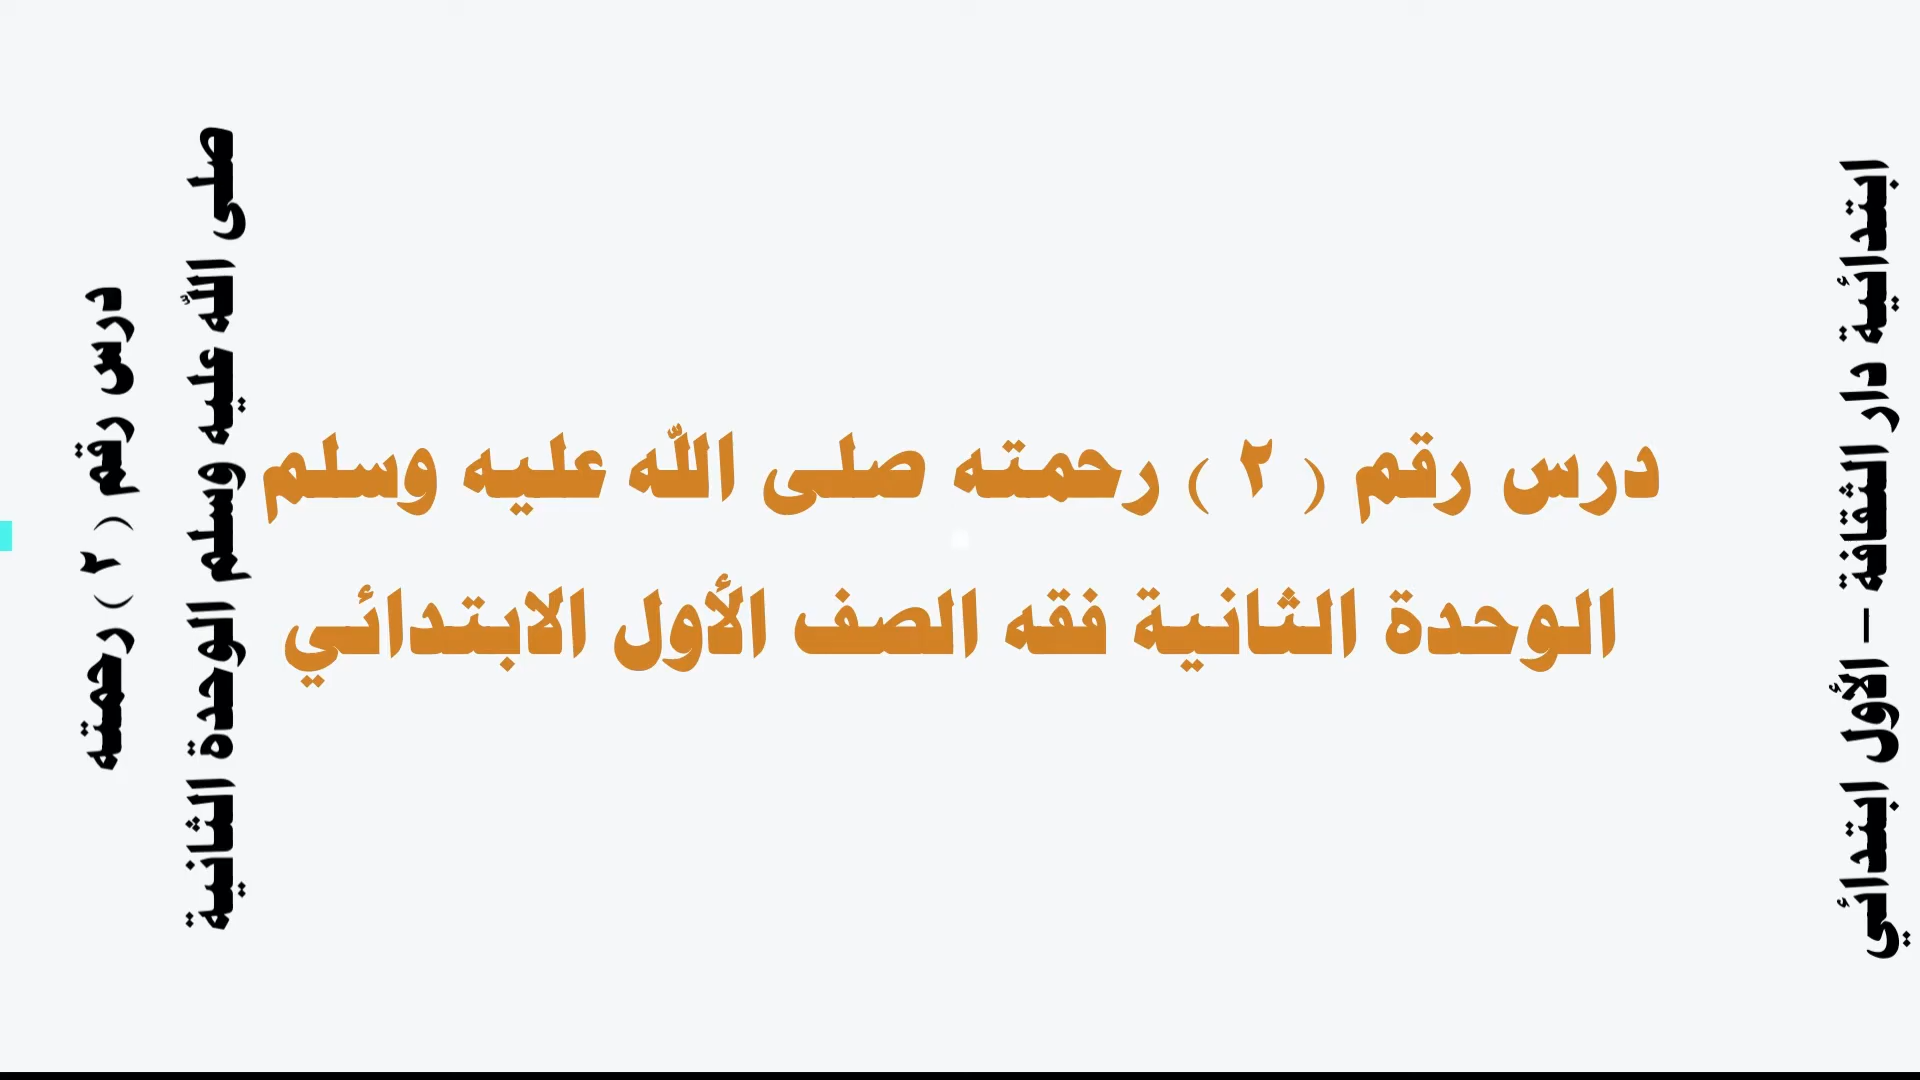 درس رقم ( ٢ ) رحمته صلى الله عليه وسلم
الوحدة الثانية فقه الصف الأول الابتدائي
ابتدائية دار الثقافة – الأول ابتدائي
درس رقم ( ٢ ) رحمته
صلى الله عليه وسلم الوحدة الثانية